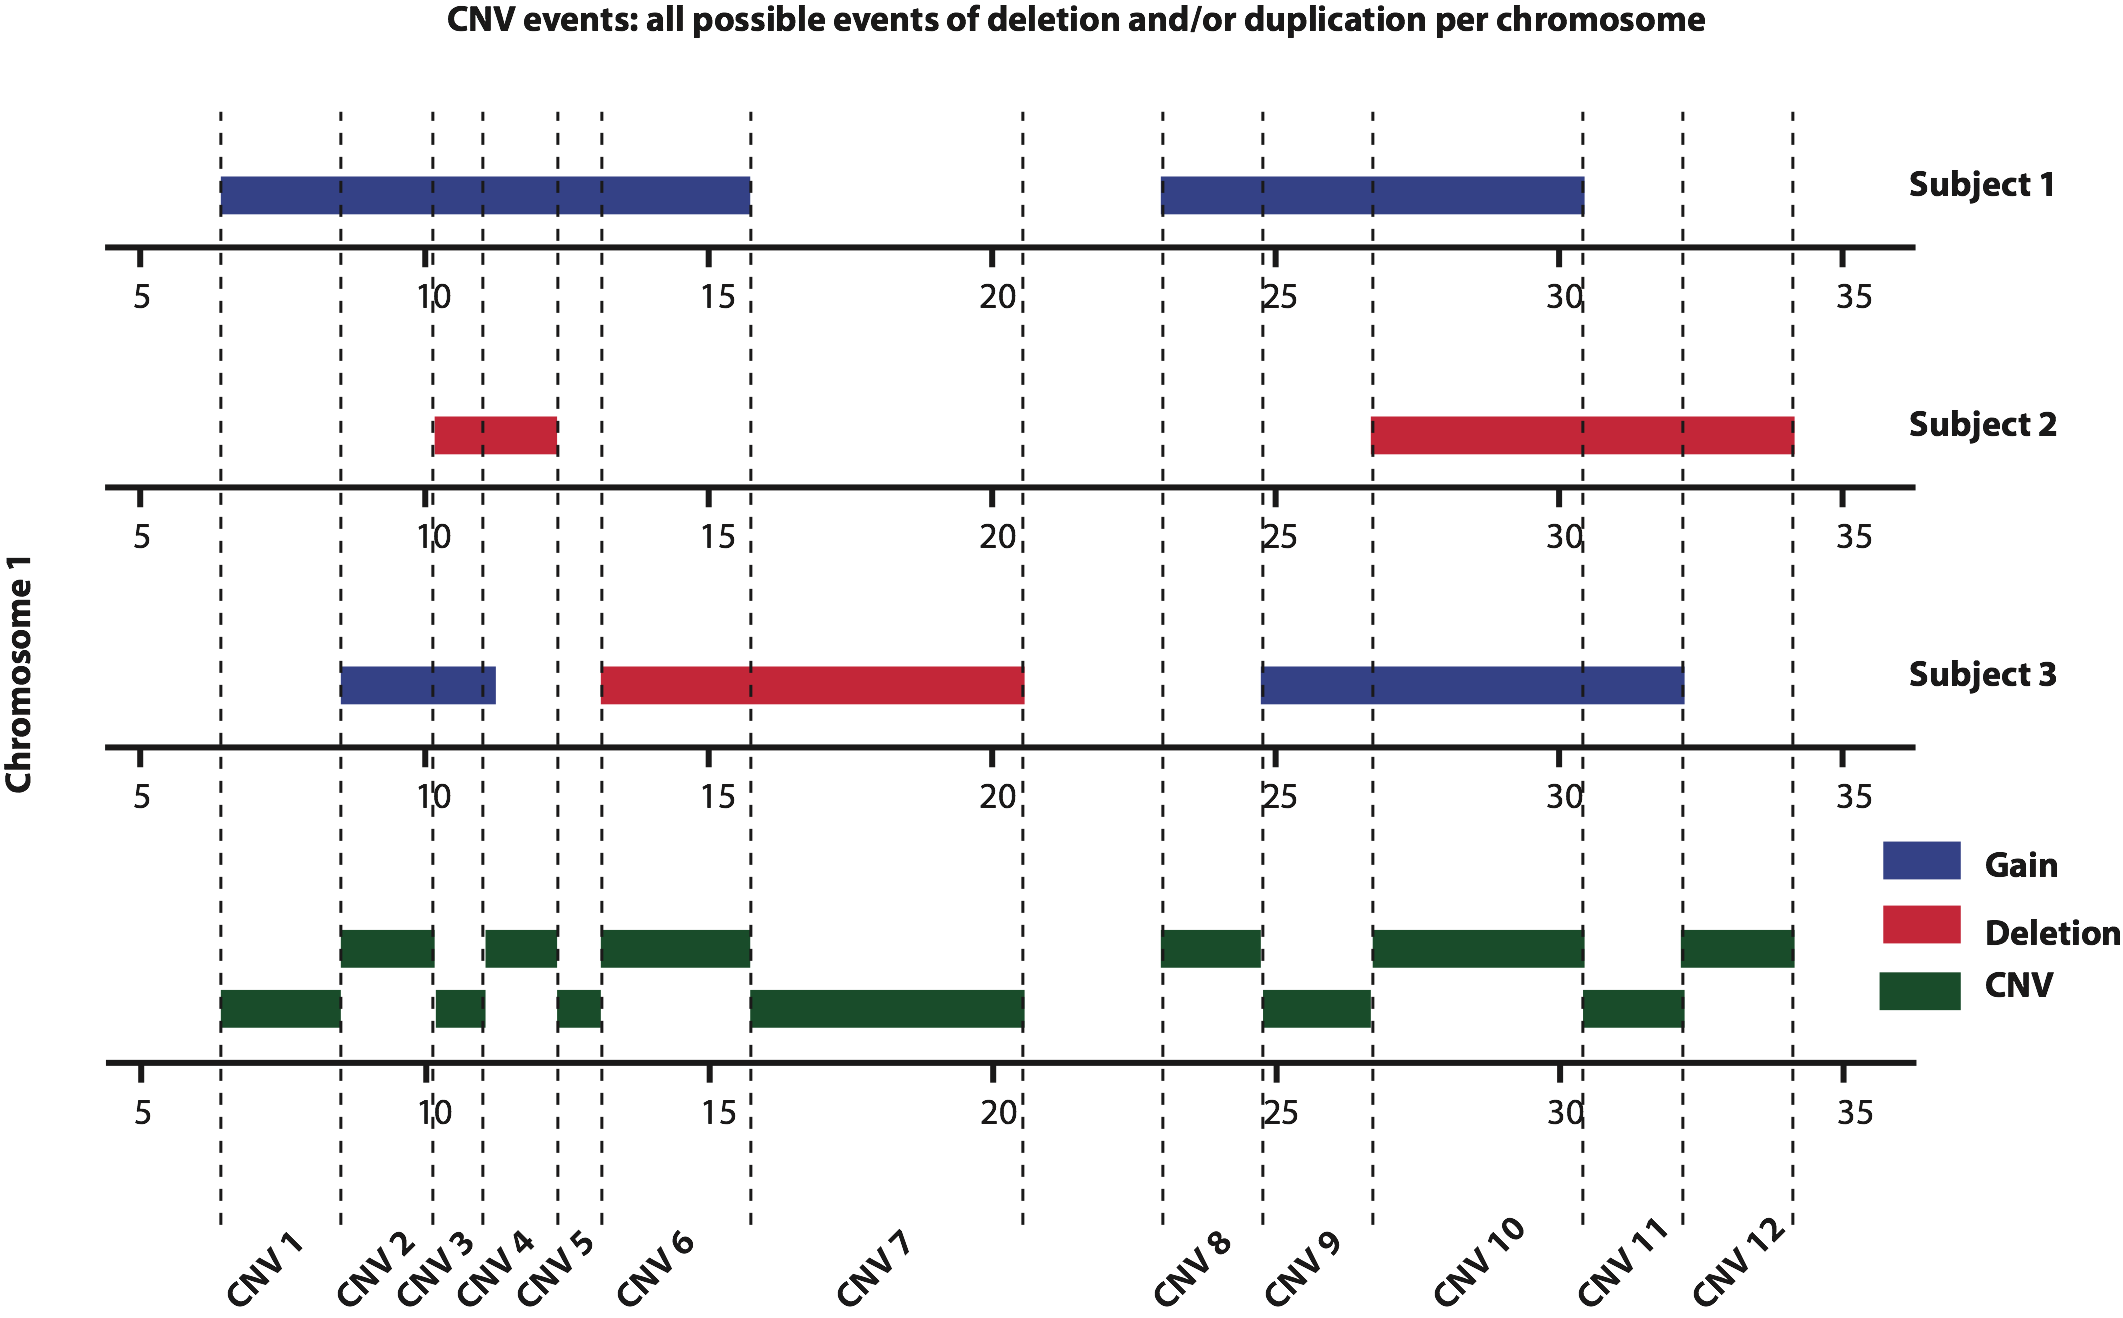 CNV events: all possible events of deletion and/or duplication per chromosome
Subject 1
5 10 15 20 25 30 35
Subject 2
5 10 15 20 25 30 35
Chromosome 1
Subject 3
5 10 15 20 25 30 35
Gain
Deletion
CNV
5 10 15 20 25 30 35
CNV 1 CNV 2 CNV 3 CNV 4 CNV 5 CNV 6 CNV 7 CNV 8 CNV 9 CNV 10 CNV 11 CNV 12